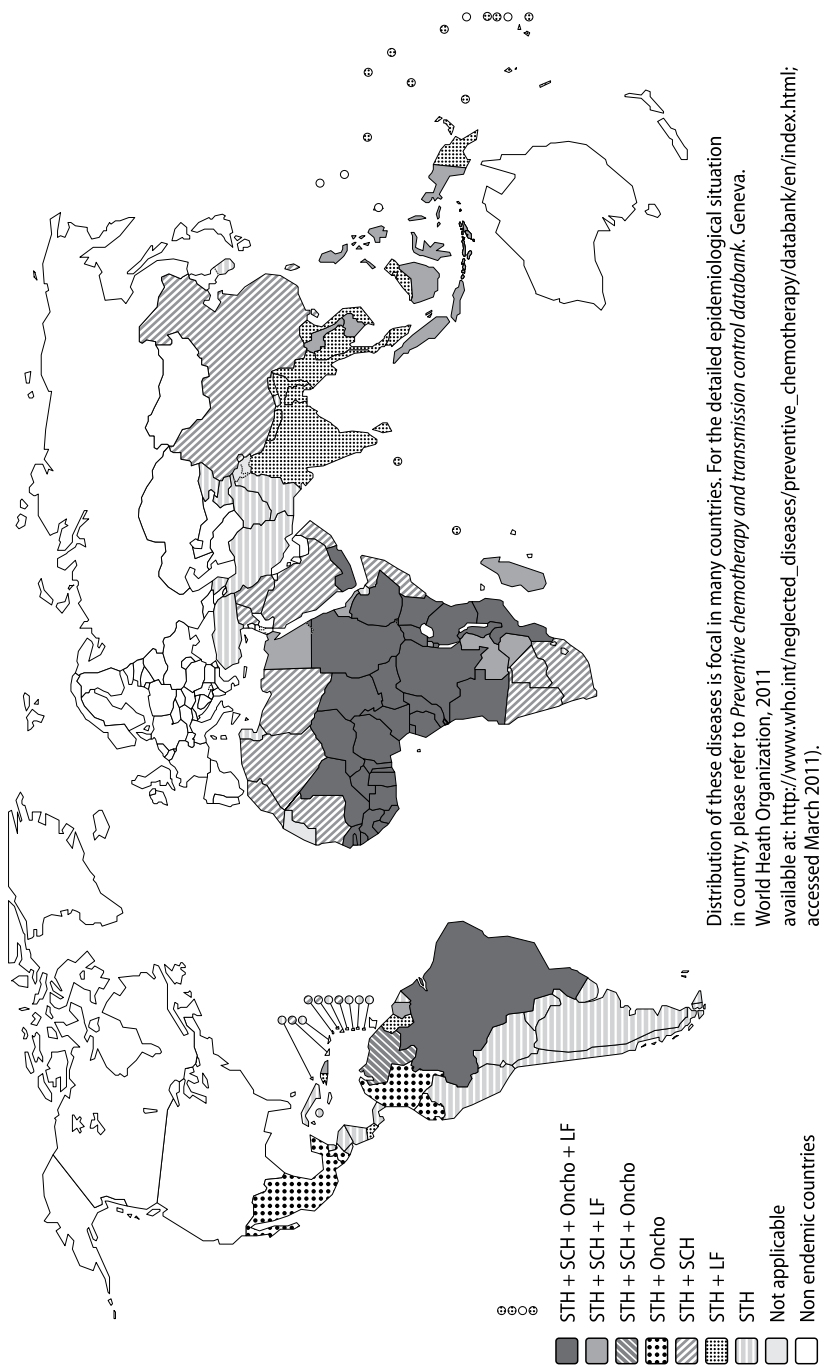 STH + SCH + Oncho + LF
STH + SCH + LF
STH + SCH + Oncho
STH + Oncho
STH + SCH
STH + LF
STH
Not applicable
Non endemic countries
Distribution of these diseases is focal in many countries. For the detailed epidemiological situation
in country, please refer to Preventive chemotherapy and transmission control databank. Geneva.
World Heath Organization, 2011
available at: http://www.who.int/neglected_diseases/preventive_chemotherapy/databank/en/index.html;
accessed March 2011).